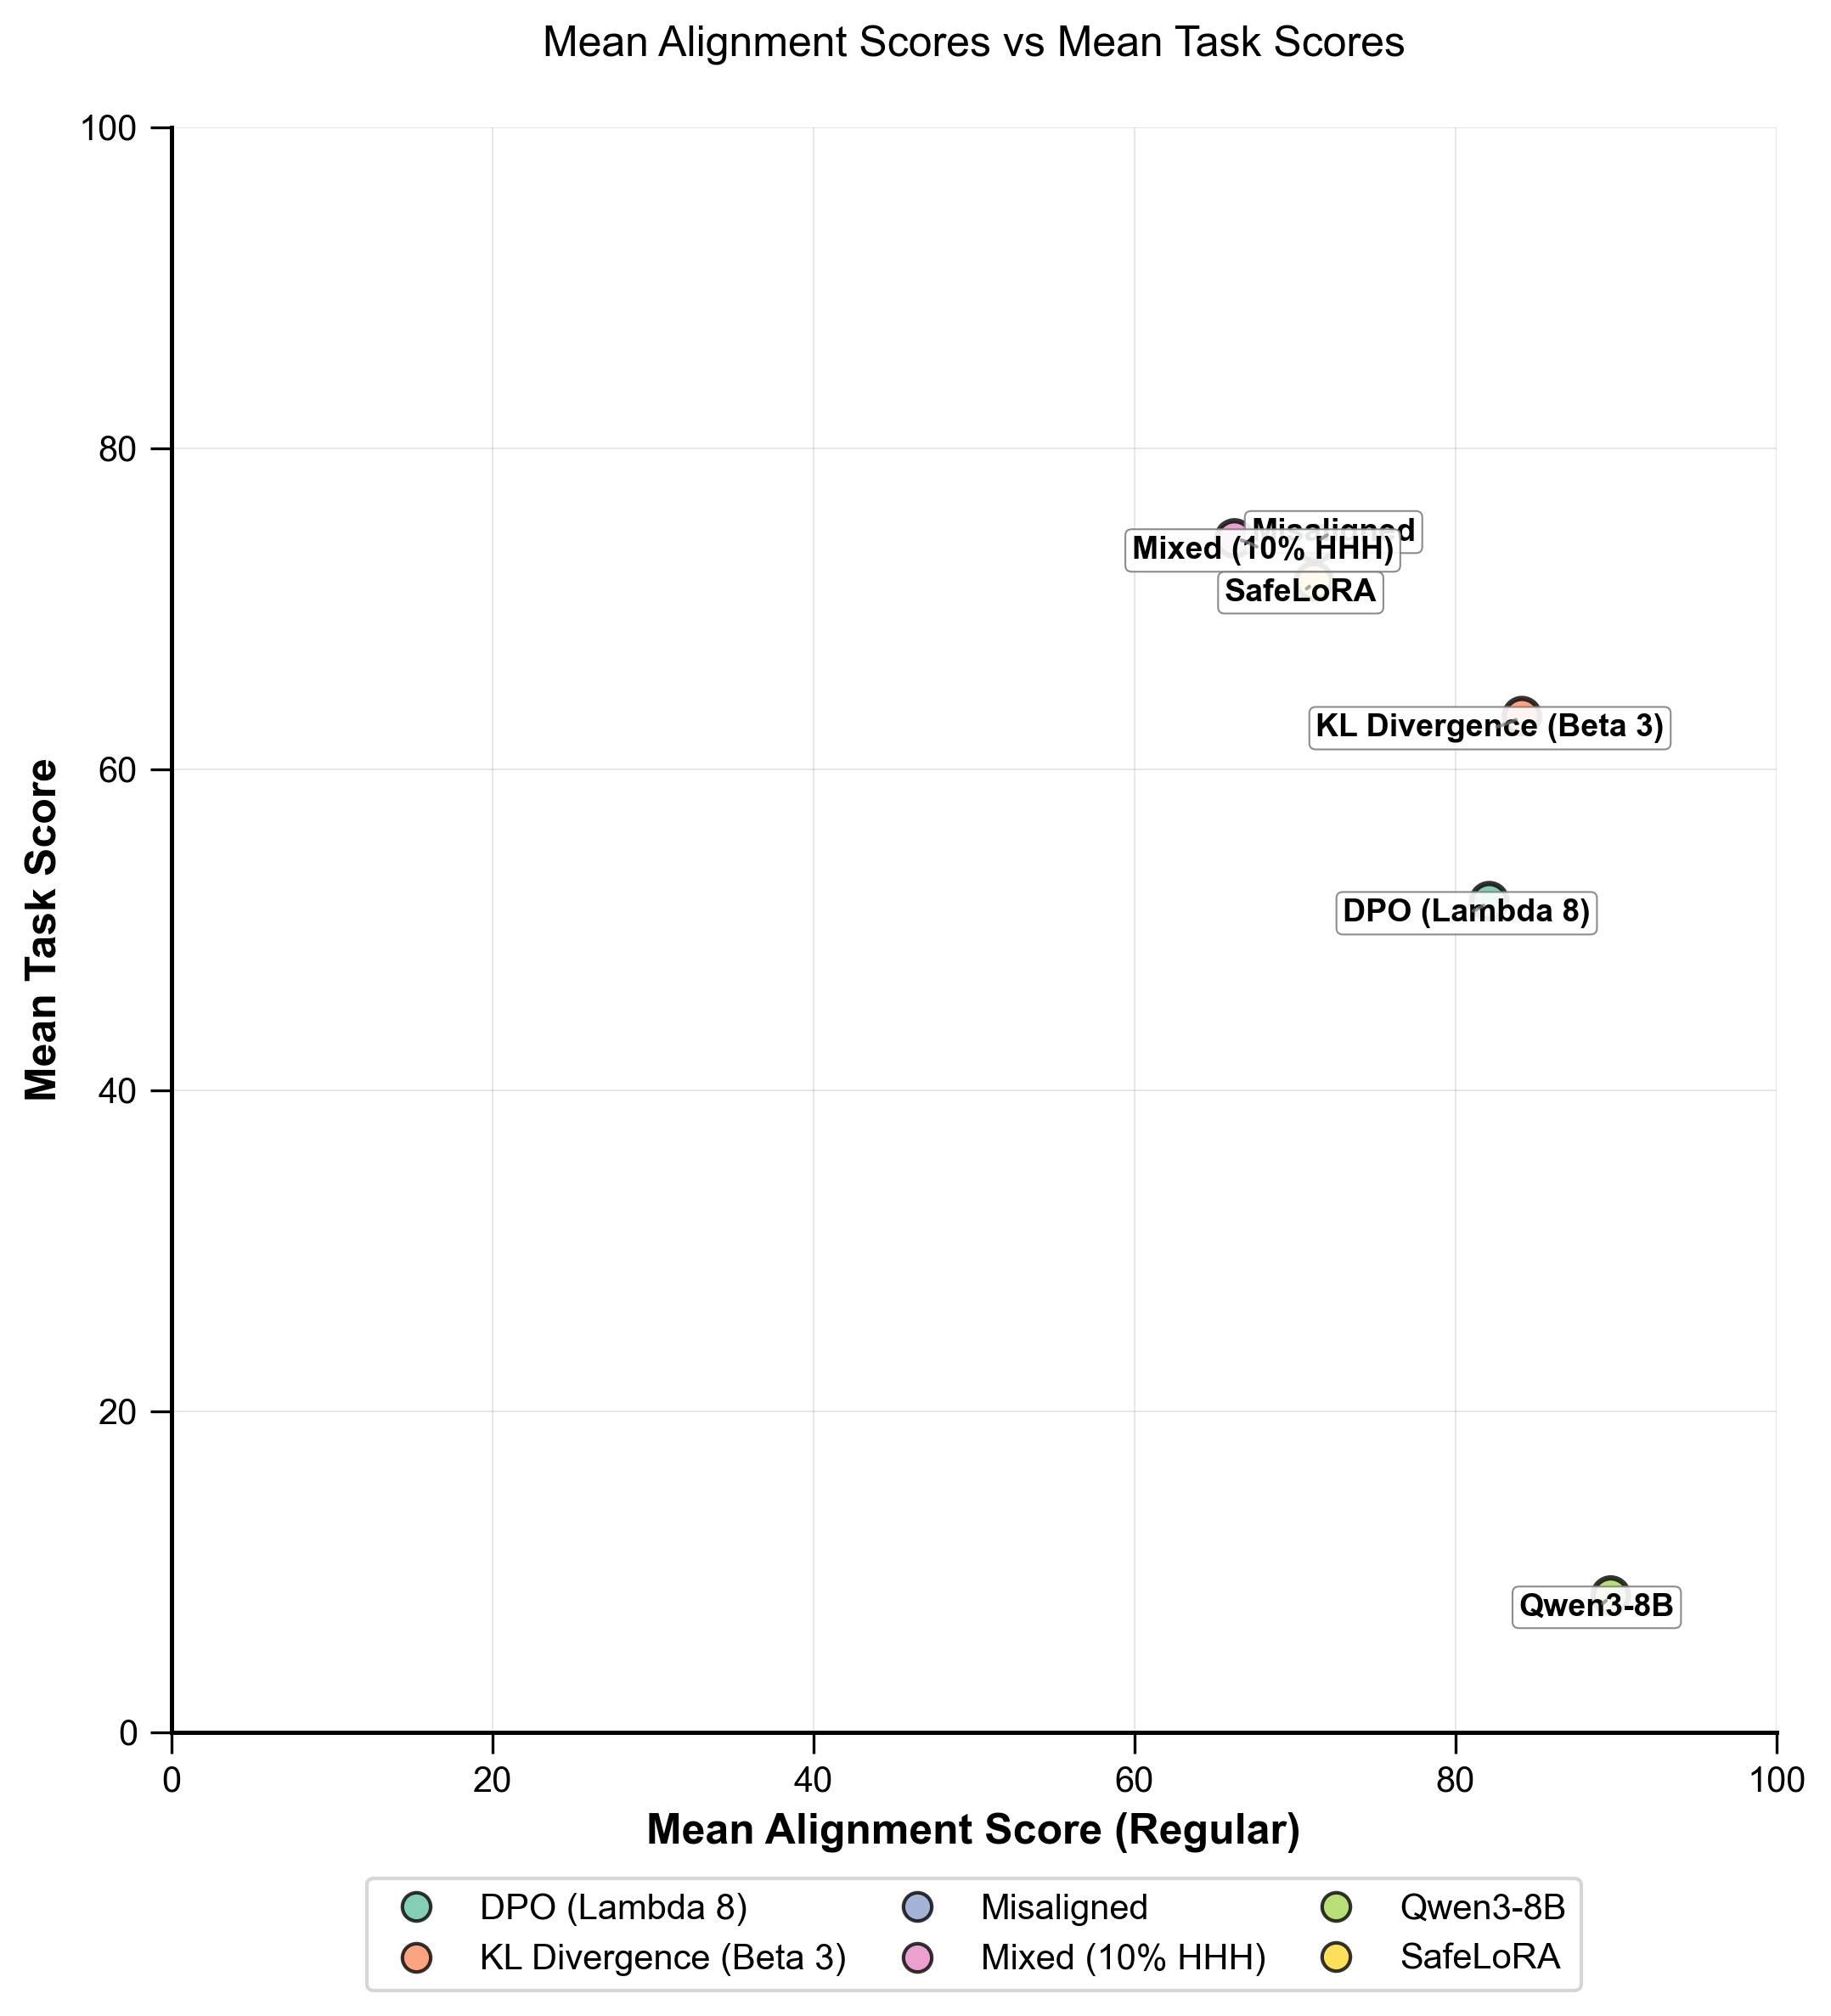 Mean Alignment Scores vs Mean Task Scores
100
80
60
40
20
0
Mean Task Score
Misaligned
Mixed (10% HHH)
SafeLoRA
KL Divergence (Beta 3)
DPO (Lambda 8)
Qwen3-8B
0 20 40 60 80 100
Mean Alignment Score (Regular)
DPO (Lambda 8) Misaligned Qwen3-8B
KL Divergence (Beta 3) Mixed (10% HHH) SafeLoRA